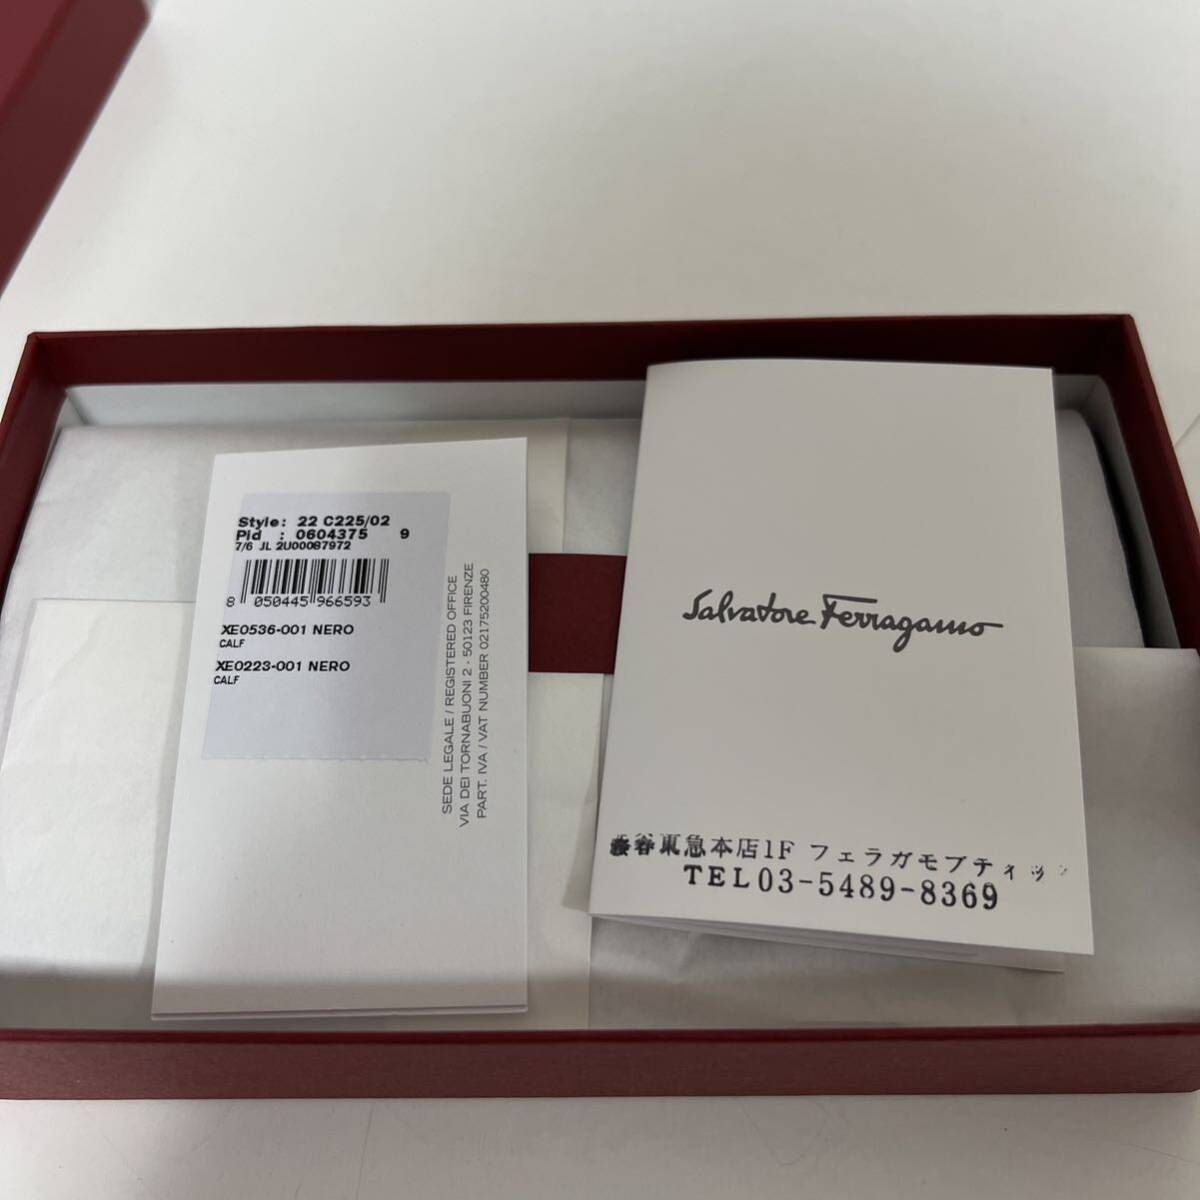 Style: 22 C225/02
Pid : 0604375 9
7/6 JL 2U00087972
8 050445 966593
XE0536-001 NERO
CALF
XE0223-001 NERO
CALF
SEDE LEGALE / REGISTERED OFFICE
VIA DEI TORNABUONI 2 - 50123 FIRENZE
PART. IVA / VAT NUMBER 02175200480
Salvatore Ferragamo
谷東急本店1F フェラガモブティック
TEL03-5489-8369